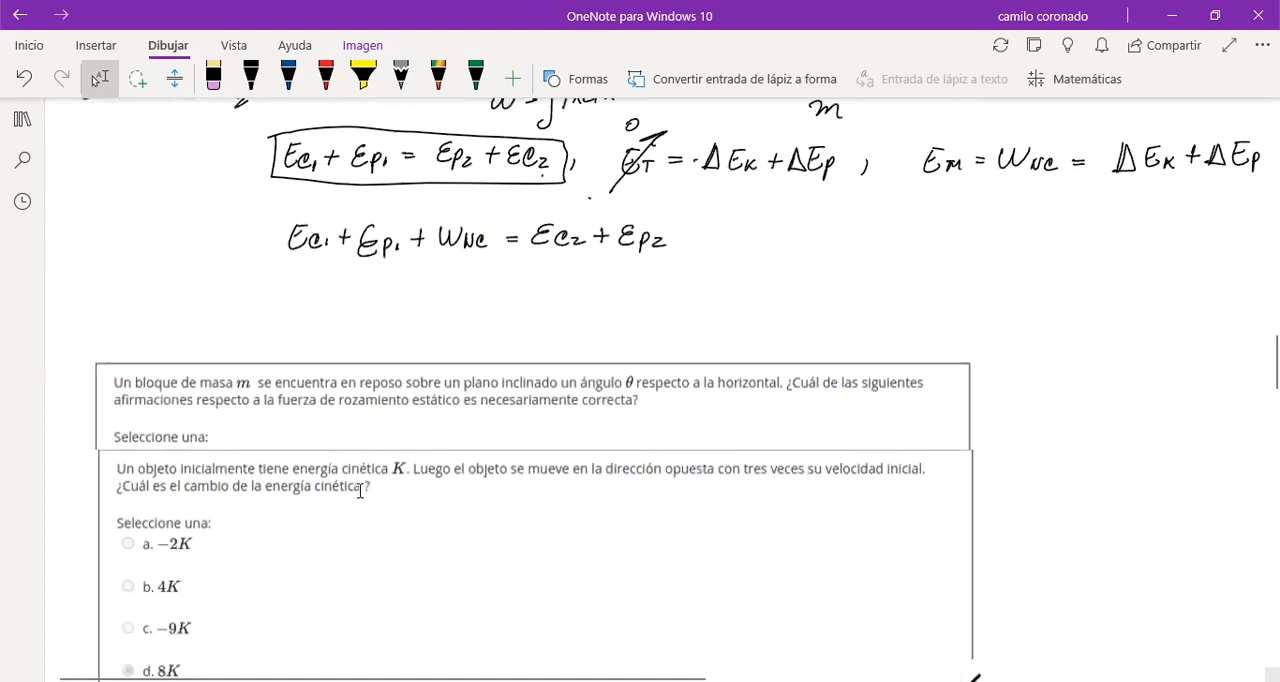 OneNote para Windows 10
camilo coronado
Inicio Insertar Dibujar Vista Ayuda Imagen
Compartir
Formas Convertir entrada de lápiz a forma Entrada de lápiz a texto Matemáticas
m
0
Ec₁ + Ep₁ = Ep₂ + Ec₂, ET = ΔEK + ΔEp, Em = WNC = ΔEK + ΔEp
Ec₁ + Ep₁ + WNC = Ec₂ + Ep₂
Un bloque de masa m se encuentra en reposo sobre un plano inclinado un ángulo θ respecto a la horizontal. ¿Cuál de las siguientes
afirmaciones respecto a la fuerza de rozamiento estático es necesariamente correcta?
Seleccione una:
Un objeto inicialmente tiene energía cinética K. Luego el objeto se mueve en la dirección opuesta con tres veces su velocidad inicial.
¿Cuál es el cambio de la energía cinética?
Seleccione una:
a. −2K
b. 4K
c. −9K
d. 8K